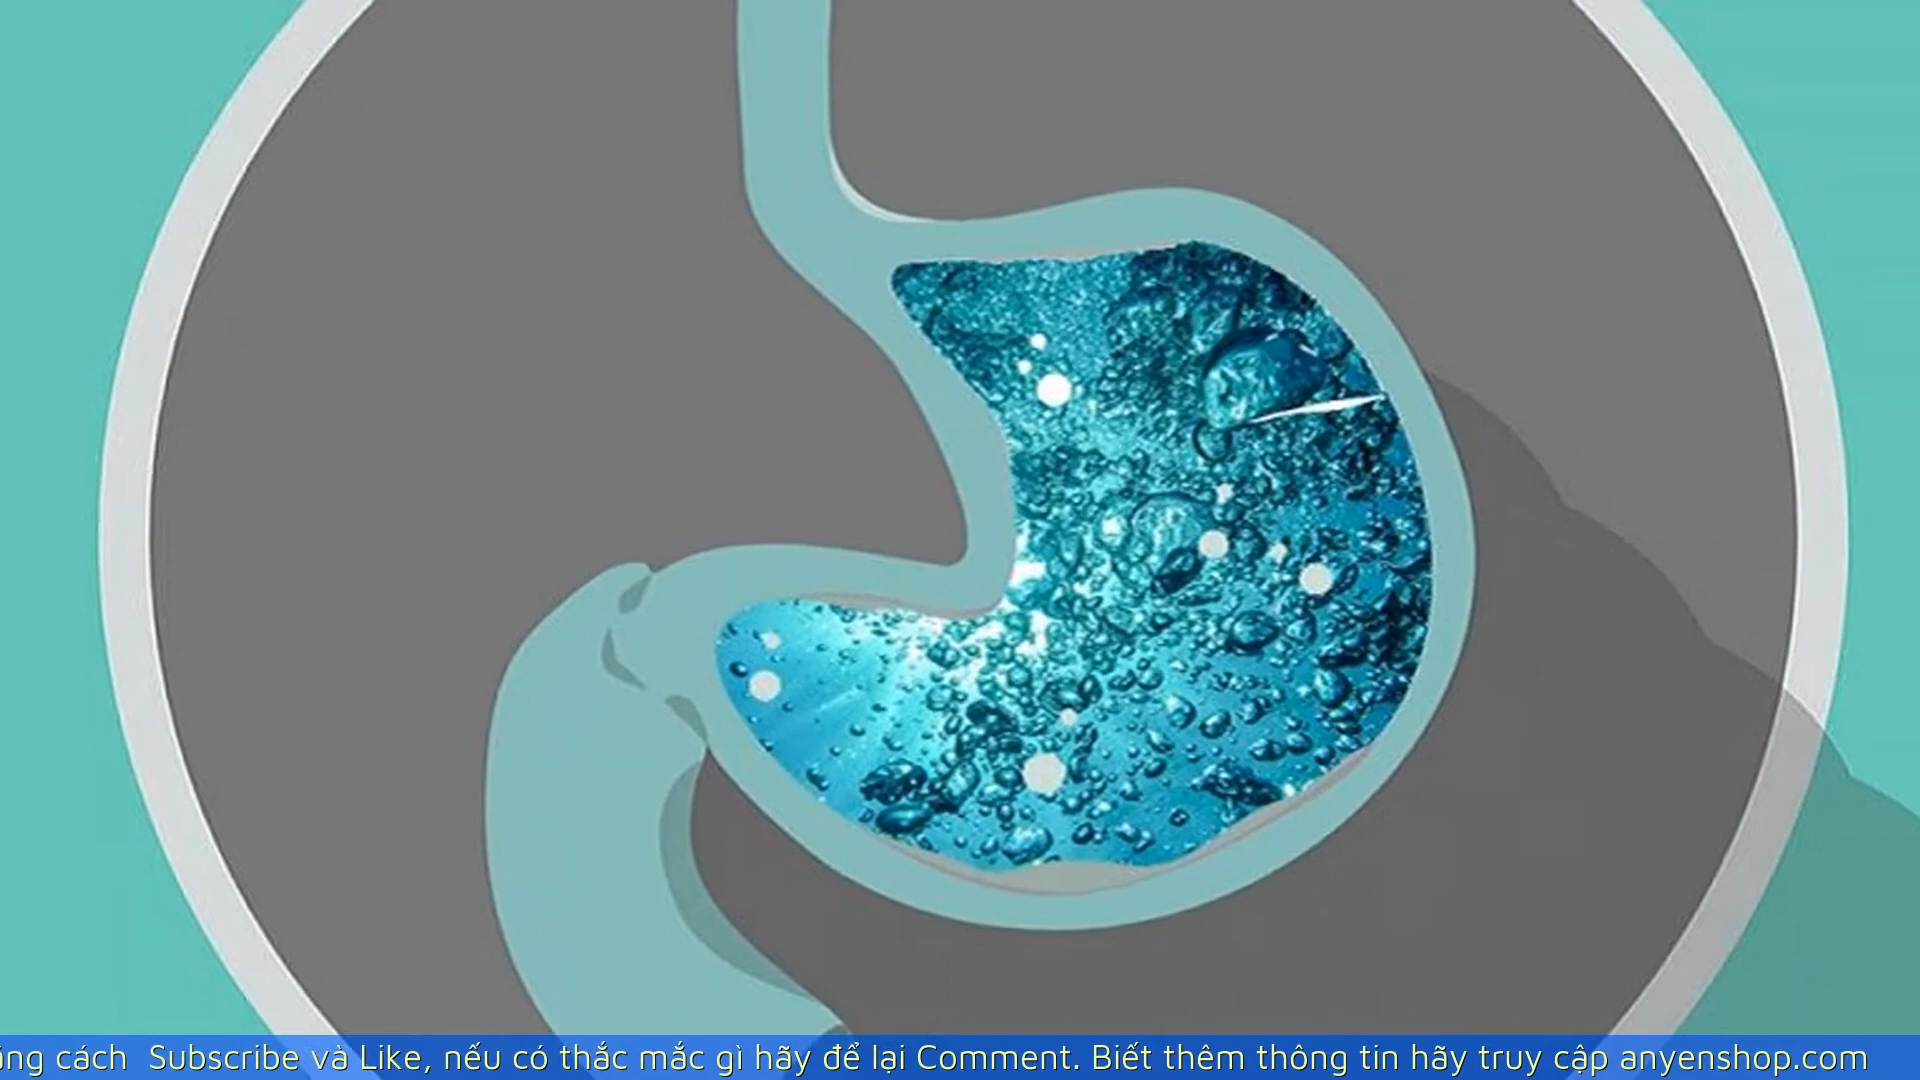 cách Subscribe và Like, nếu có thắc mắc gì hãy để lại Comment. Biết thêm thông tin hãy truy cập anyenshop.com